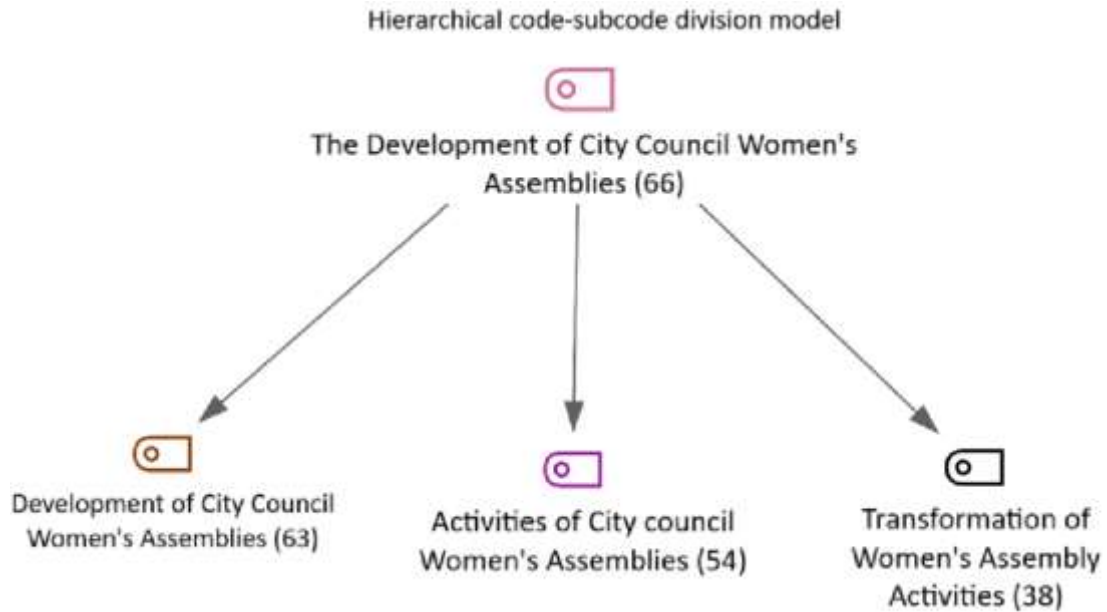 Hierarchical code-subcode division model
The Development of City Council Women's
Assemblies (66)
Development of City Council
Women's Assemblies (63)
Activities of City council
Women's Assemblies (54)
Transformation of
Women's Assembly
Activities (38)